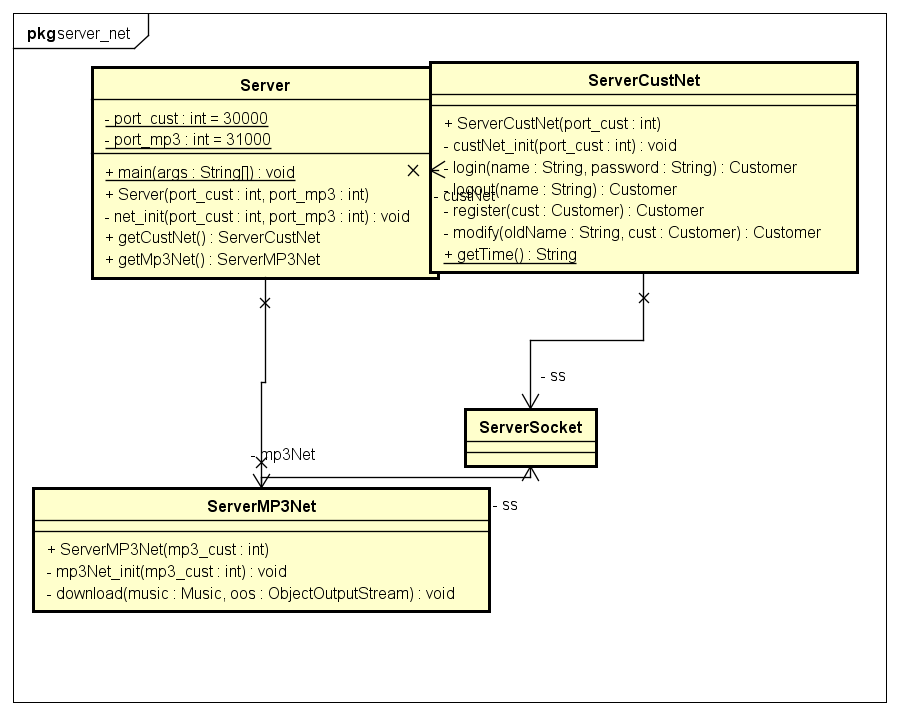 pkg server_net
Server
- port_cust : int = 30000
- port_mp3 : int = 31000
+ main(args : String[]) : void
+ Server(port_cust : int, port_mp3 : int)
- net_init(port_cust : int, port_mp3 : int) : void
+ getCustNet() : ServerCustNet
+ getMp3Net() : ServerMP3Net
ServerCustNet
+ ServerCustNet(port_cust : int)
- custNet_init(port_cust : int) : void
- login(name : String, password : String) : Customer
- logout(name : String) : Customer
- custNet
- register(cust : Customer) : Customer
- modify(oldName : String, cust : Customer) : Customer
+ getTime() : String
- ss
ServerSocket
- mp3Net
- ss
ServerMP3Net
+ ServerMP3Net(mp3_cust : int)
- mp3Net_init(mp3_cust : int) : void
- download(music : Music, oos : ObjectOutputStream) : void